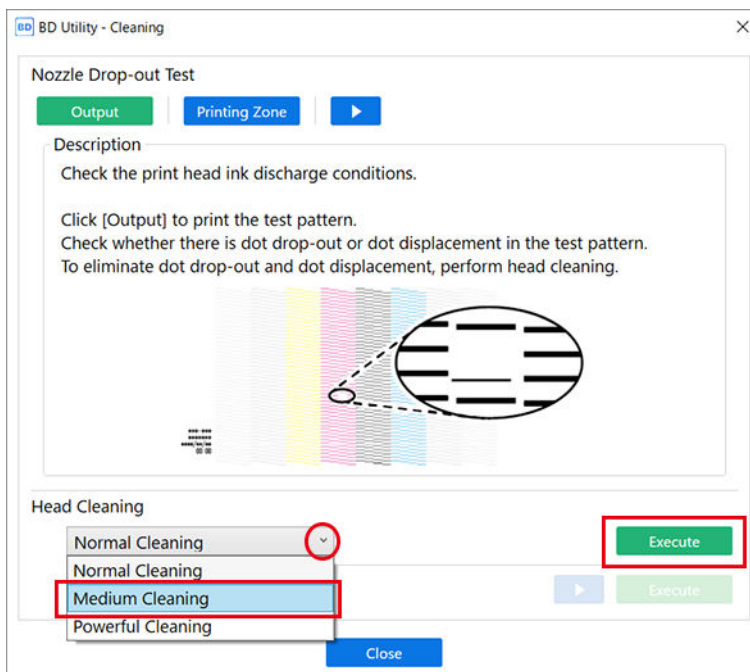 BD BD Utility - Cleaning
Nozzle Drop-out Test
Output Printing Zone
Description
Check the print head ink discharge conditions.
Click [Output] to print the test pattern.
Check whether there is dot drop-out or dot displacement in the test pattern.
To eliminate dot drop-out and dot displacement, perform head cleaning.
Head Cleaning
Normal Cleaning Execute
Normal Cleaning
Medium Cleaning Execute
Powerful Cleaning
Close